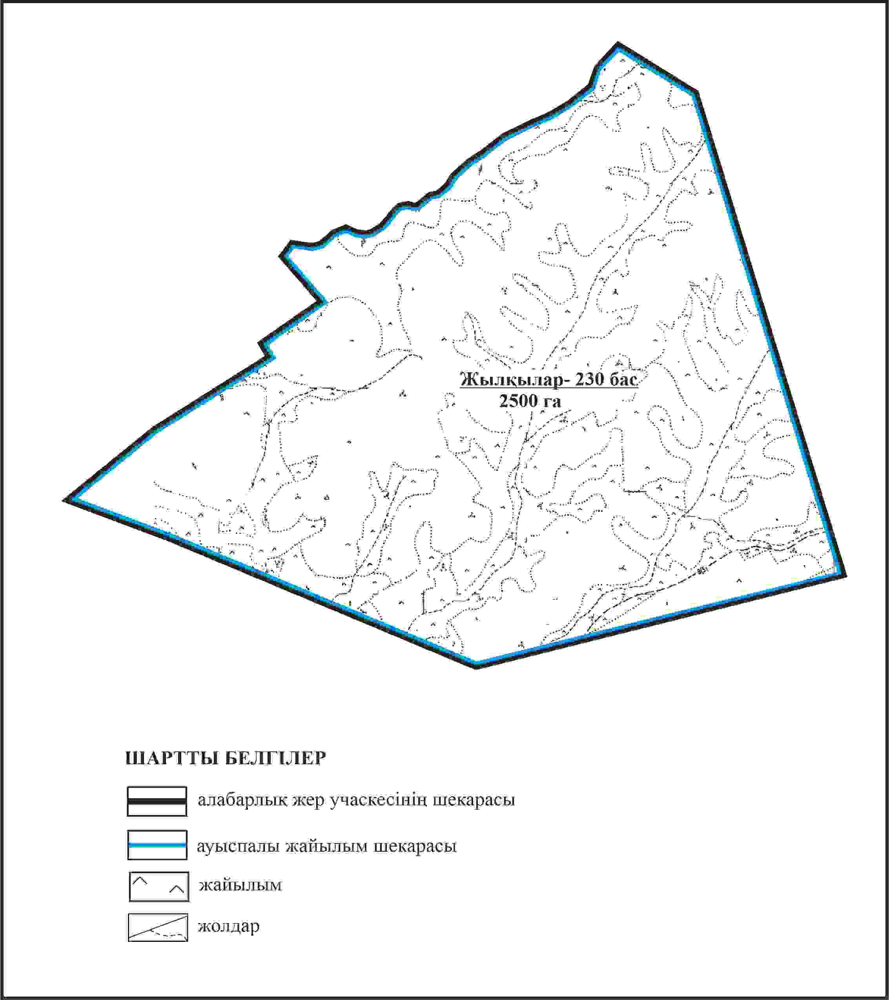 Жылқылар- 230 бас
2500 га
ШАРТТЫ БЕЛГІЛЕР
алабарлық жер учаскесінің шекарасы
ауыспалы жайылым шекарасы
жайылым
жолдар